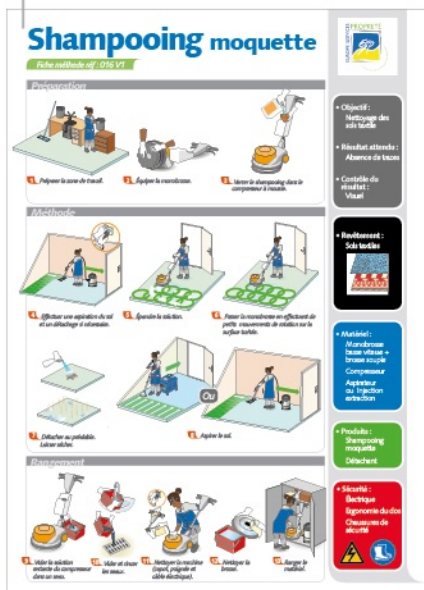 Shampooing moquette
Fiche méthode réf : 016 V1
PROPRETÉ
EUROPE SERVICES
Préparation
1. Préparer la zone de travail.
2. Équiper la monobrosse.
3. Verser le shampooing dans le
compresseur à mousse.
Méthode
4. Effectuer une aspiration du sol
et un détachage si nécessaire.
5. Épandre la solution.
6. Passer la monobrosse en effectuant de
petits mouvements de rotation sur la
surface traitée.
7. Détacher au préalable.
Laisser sécher.
Ou
8. Aspirer le sol.
Rangement
9. Vider la solution
restante du compresseur
dans un seau.
10. Vider et rincer
les seaux.
11. Nettoyer la machine
(capot, poignée et
câble électrique).
12. Nettoyer la
brosse.
13. Ranger le
matériel.
• Objectif :
Nettoyage des
sols textile
• Résultat attendu :
Absence de traces
• Contrôle du
résultat :
Visuel
• Revêtement :
Sols textiles
• Matériel :
Monobrosse
basse vitesse +
brosse souple
Compresseur
Aspirateur
ou Injection
extraction
• Produits :
Shampooing
moquette
Détachant
• Sécurité :
Électrique
Ergonomie du dos
Chaussures de
sécurité